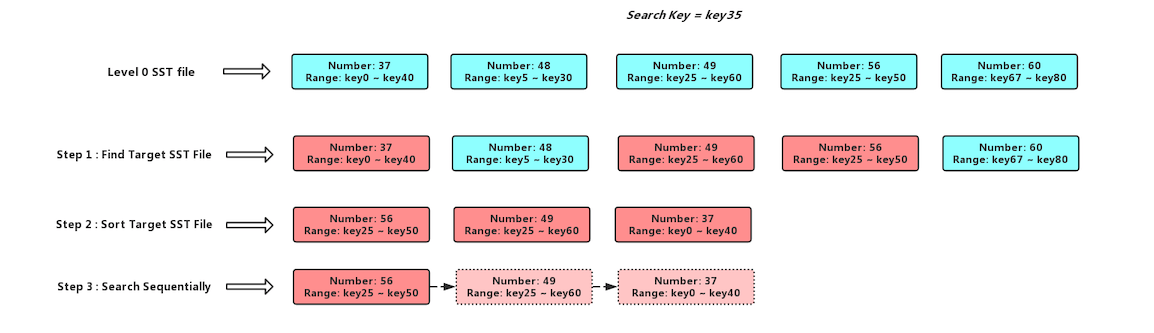 Search Key = key35
Level 0 SST file
Number: 37
Range: key0 ~ key40
Number: 48
Range: key5 ~ key30
Number: 49
Range: key25 ~ key60
Number: 56
Range: key25 ~ key50
Number: 60
Range: key67 ~ key80
Step 1 : Find Target SST File
Number: 37
Range: key0 ~ key40
Number: 48
Range: key5 ~ key30
Number: 49
Range: key25 ~ key60
Number: 56
Range: key25 ~ key50
Number: 60
Range: key67 ~ key80
Step 2 : Sort Target SST File
Number: 56
Range: key25 ~ key50
Number: 49
Range: key25 ~ key60
Number: 37
Range: key0 ~ key40
Step 3 : Search Sequentially
Number: 56
Range: key25 ~ key50
Number: 49
Range: key25 ~ key60
Number: 37
Range: key0 ~ key40